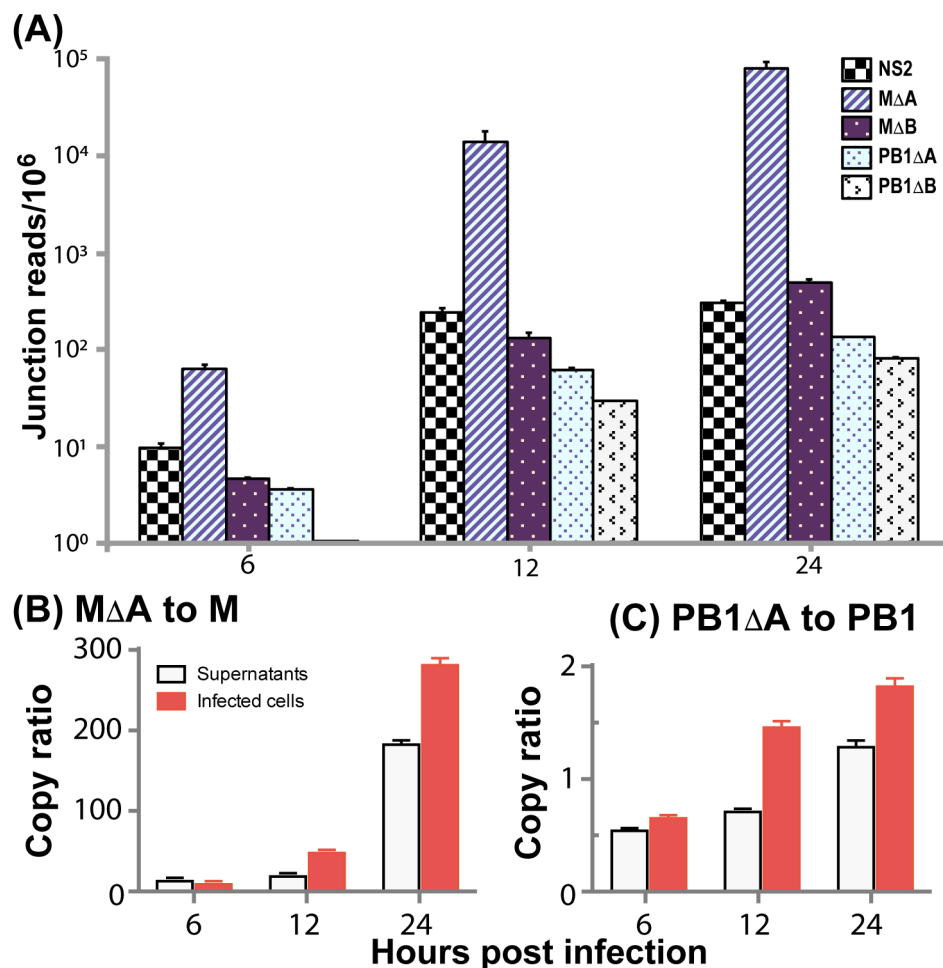 (A)
Junction reads/10⁶
10⁵
10⁴
10³
10²
10¹
10⁰
6
12
24
NS2
MΔA
MΔB
PB1ΔA
PB1ΔB
(B) MΔA to M
Copy ratio
300
200
100
0
Supernatants
Infected cells
6
12
24
(C) PB1ΔA to PB1
Copy ratio
2
1
0
6
12
24
Hours post infection